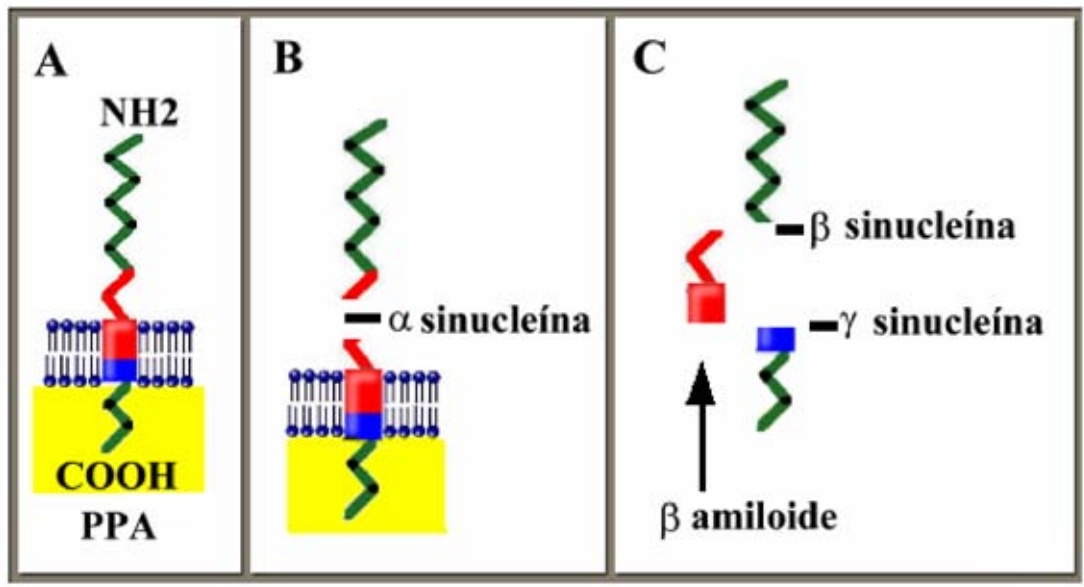 A
NH2
COOH
PPA
B
α sinucleína
C
β sinucleína
γ sinucleína
β amiloide